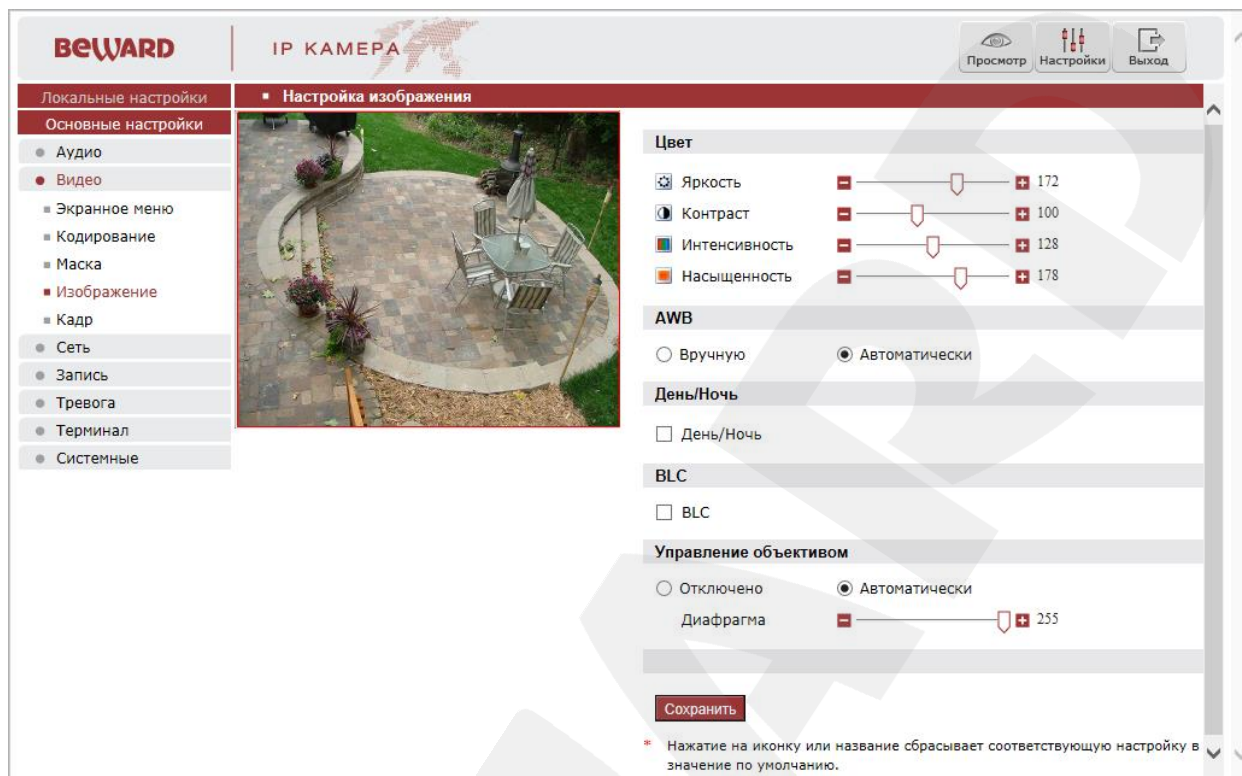 BEWARD
IP КАМЕРА
Просмотр
Настройки
Выход
Локальные настройки
Основные настройки
Аудио
Видео
Экранное меню
Кодирование
Маска
Изображение
Кадр
Сеть
Запись
Тревога
Терминал
Системные
Настройка изображения
Цвет
Яркость 172
Контраст 100
Интенсивность 128
Насыщенность 178
AWB
Вручную Автоматически
День/Ночь
День/Ночь
BLC
BLC
Управление объективом
Отключено Автоматически
Диафрагма 255
Сохранить
* Нажатие на иконку или название сбрасывает соответствующую настройку в
значение по умолчанию.